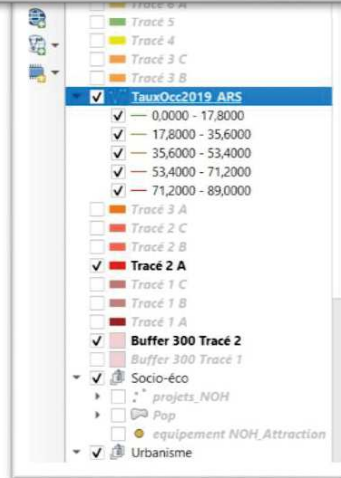 Tracé 6 A
Tracé 5
Tracé 4
Tracé 3 C
Tracé 3 B
TauxOcc2019_ARS
0,0000 - 17,8000
17,8000 - 35,6000
35,6000 - 53,4000
53,4000 - 71,2000
71,2000 - 89,0000
Tracé 3 A
Tracé 2 C
Tracé 2 B
Tracé 2 A
Tracé 1 C
Tracé 1 B
Tracé 1 A
Buffer 300 Tracé 2
Buffer 300 Tracé 1
Socio-éco
projets_NOH
Pop
equipement NOH_Attraction
Urbanisme